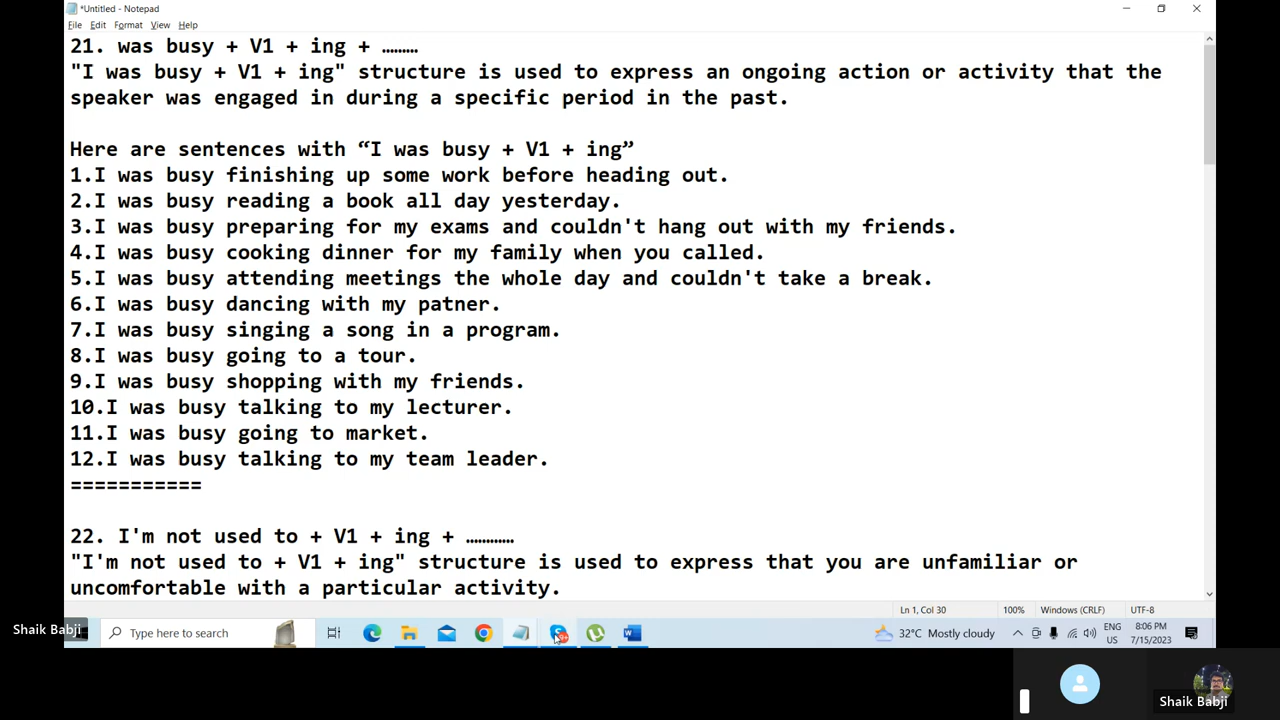 *Untitled - Notepad
File Edit Format View Help
21. was busy + V1 + ing + ………
"I was busy + V1 + ing" structure is used to express an ongoing action or activity that the
speaker was engaged in during a specific period in the past.
Here are sentences with “I was busy + V1 + ing”
1.I was busy finishing up some work before heading out.
2.I was busy reading a book all day yesterday.
3.I was busy preparing for my exams and couldn't hang out with my friends.
4.I was busy cooking dinner for my family when you called.
5.I was busy attending meetings the whole day and couldn't take a break.
6.I was busy dancing with my patner.
7.I was busy singing a song in a program.
8.I was busy going to a tour.
9.I was busy shopping with my friends.
10.I was busy talking to my lecturer.
11.I was busy going to market.
12.I was busy talking to my team leader.
===========
22. I'm not used to + V1 + ing + …………
"I'm not used to + V1 + ing" structure is used to express that you are unfamiliar or
uncomfortable with a particular activity.
Ln 1, Col 30 100% Windows (CRLF) UTF-8
Shaik Babji
Type here to search
32°C Mostly cloudy
ENG
US
8:06 PM
7/15/2023
Shaik Babji